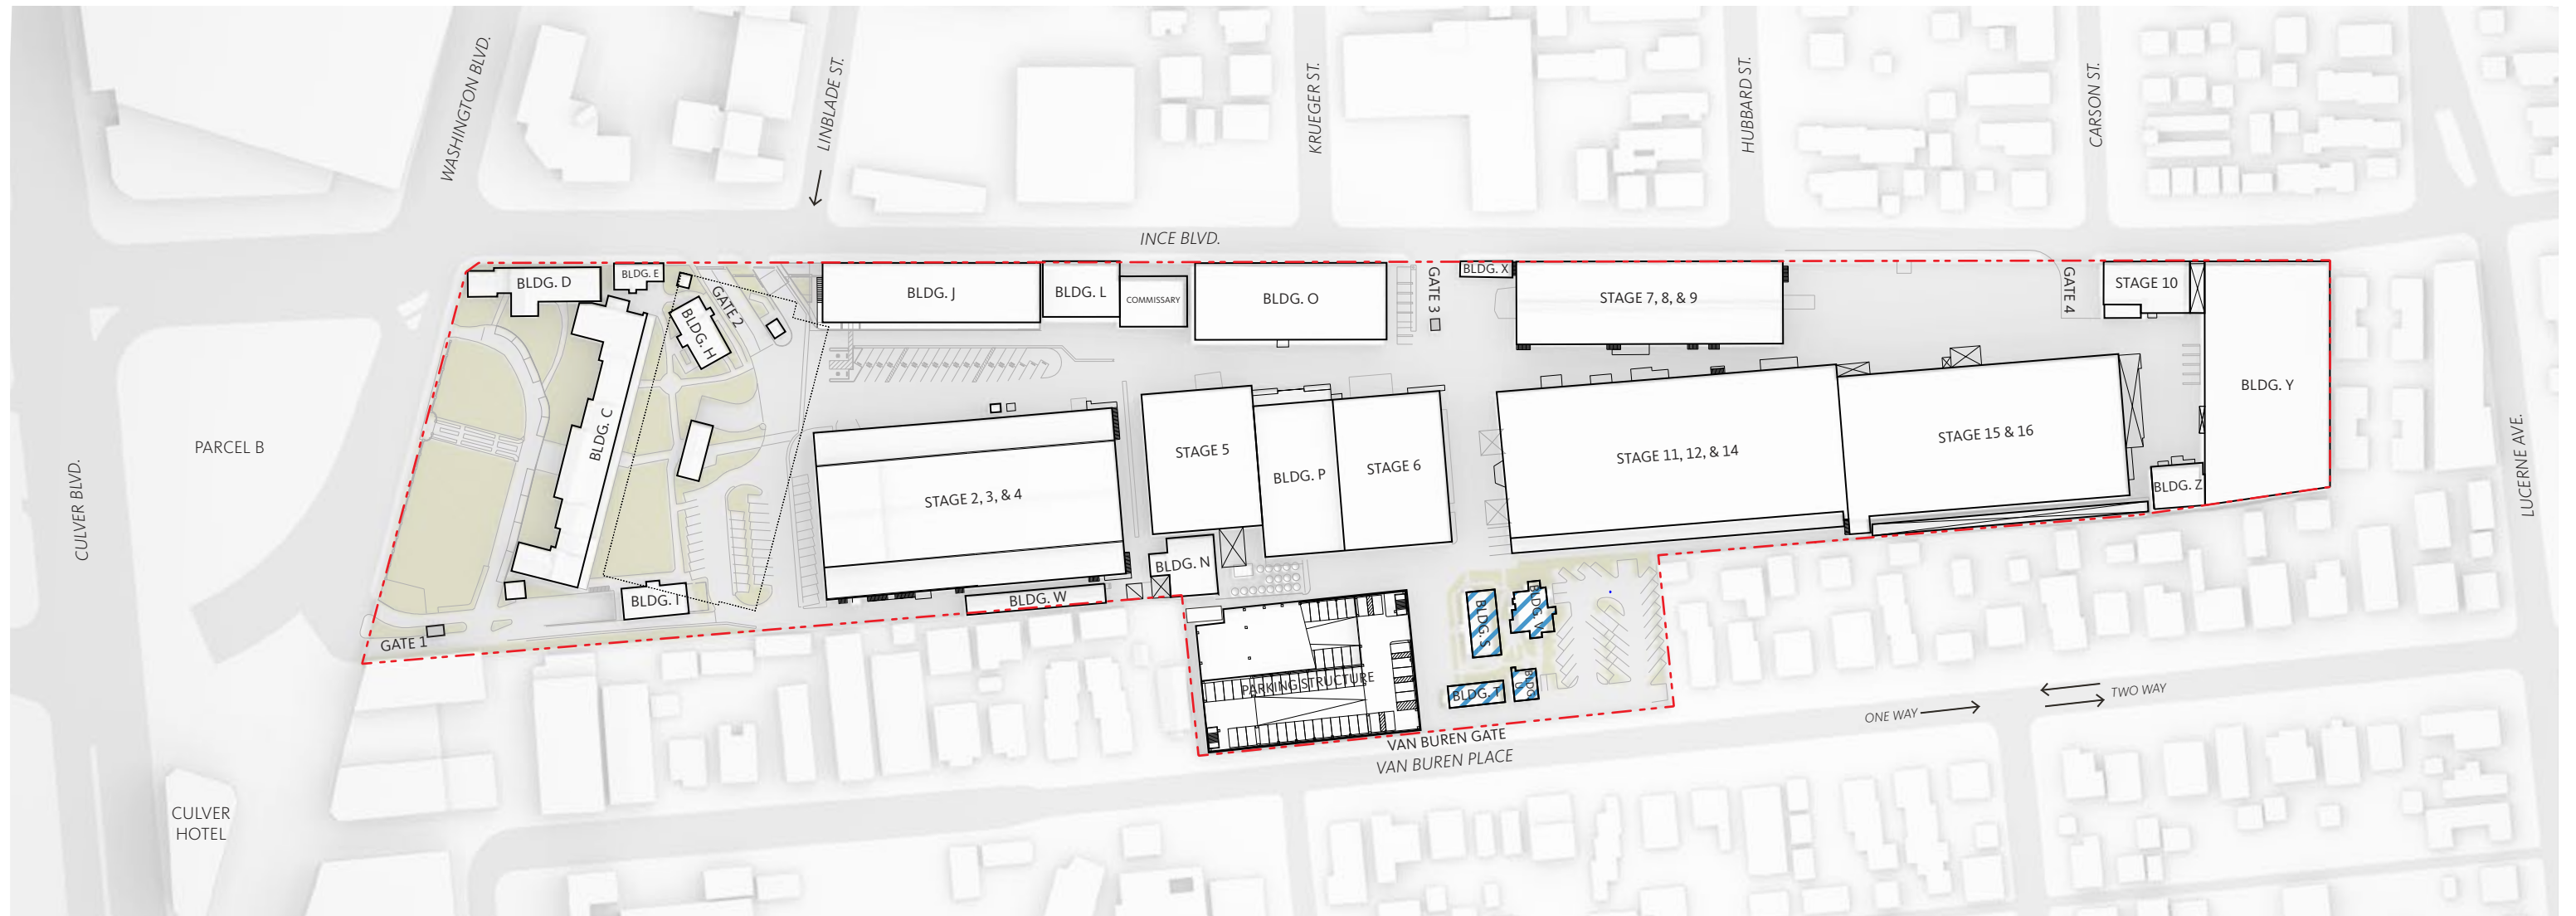 WASHINGTON BLVD.
LINBLADE ST.
KRUEGER ST.
HUBBARD ST.
CARSON ST.
INCE BLVD.
BLDG. D
BLDG. E
GATE 2
BLDG. H
BLDG. J
BLDG. L
COMMISSARY
BLDG. O
GATE 3
BLDG. X
STAGE 7, 8, & 9
GATE 4
STAGE 10
BLDG. Y
BLDG. C
PARCEL B
CULVER BLVD.
STAGE 2, 3, & 4
STAGE 5
BLDG. P
STAGE 6
STAGE 11, 12, & 14
STAGE 15 & 16
BLDG. Z
LUCERNE AVE.
BLDG. N
BLDG. I
BLDG. W
GATE 1
BLDG. S
BLDG. V
BLDG. T
BLDG.
PARKING STRUCTURE
VAN BUREN GATE
VAN BUREN PLACE
ONE WAY
TWO WAY
CULVER
HOTEL